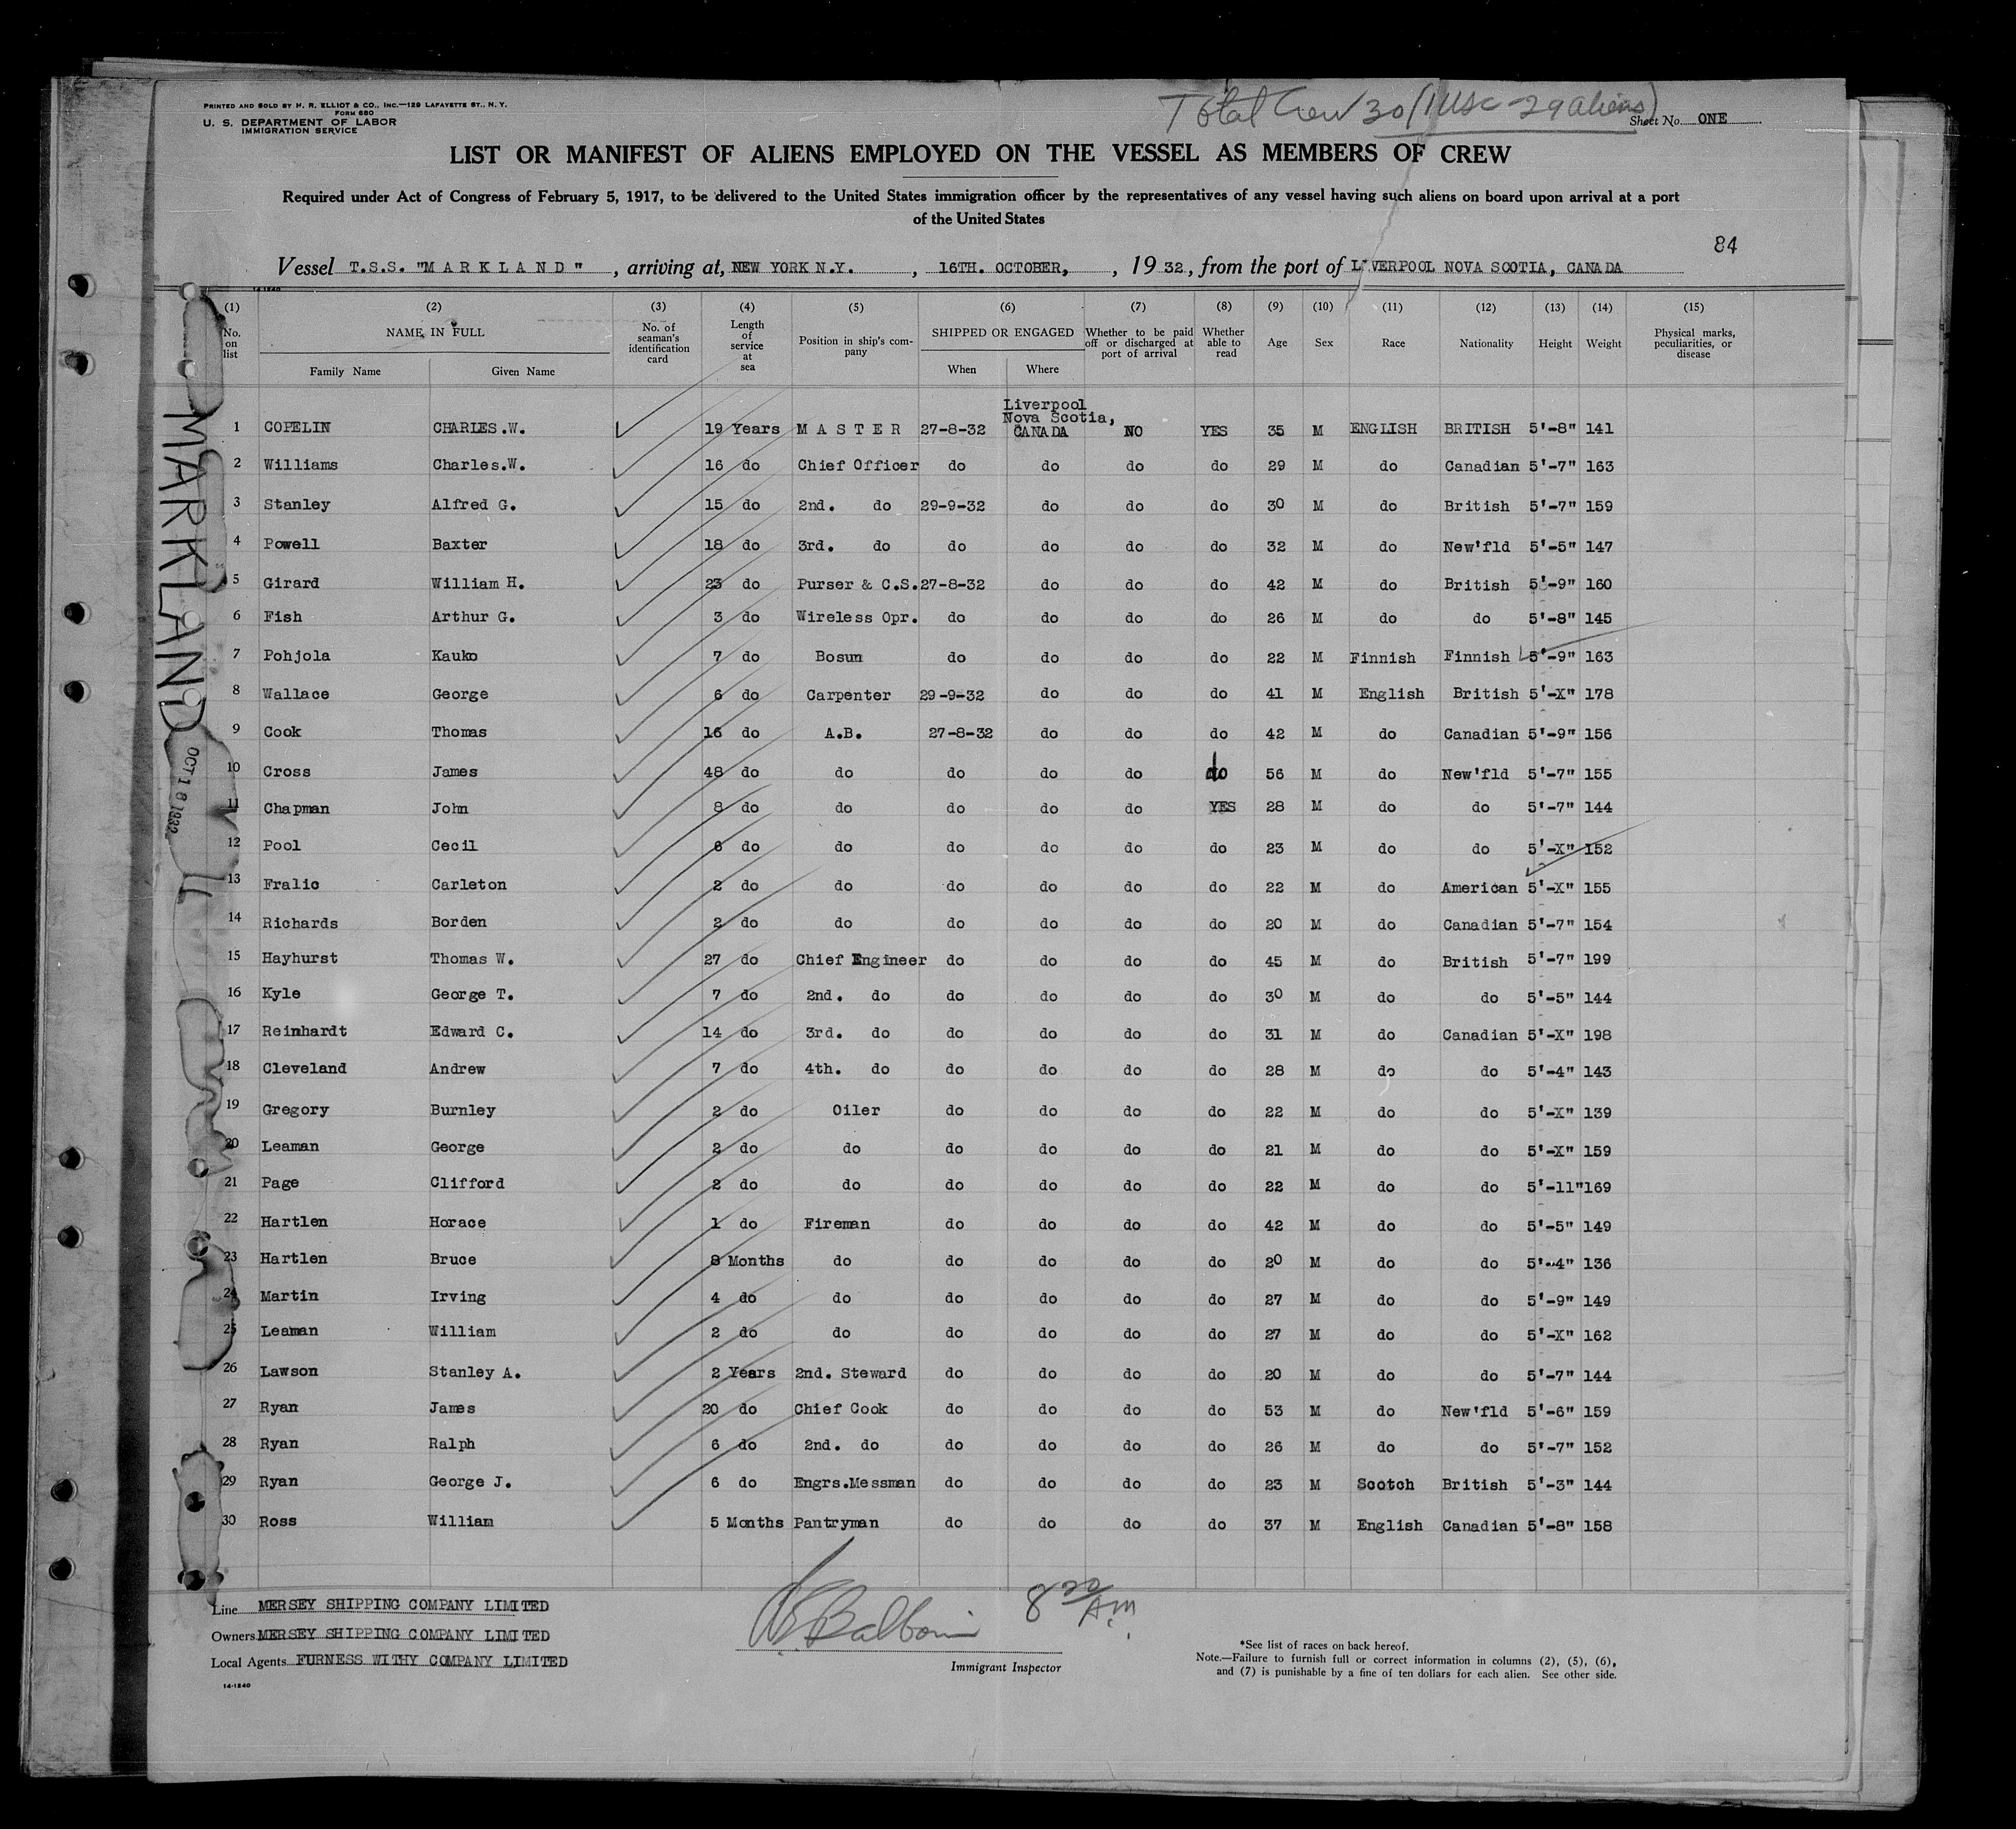 PRINTED AND SOLD BY H. R. ELLIOT & CO., INC.—129 LAFAYETTE ST., N. Y.
FORM 680
U. S. DEPARTMENT OF LABOR
IMMIGRATION SERVICE
Total Crew 30 (1 USC 29 aliens)
Sheet No. ONE
LIST OR MANIFEST OF ALIENS EMPLOYED ON THE VESSEL AS MEMBERS OF CREW
Required under Act of Congress of February 5, 1917, to be delivered to the United States immigration officer by the representatives of any vessel having such aliens on board upon arrival at a port
of the United States
84
Vessel T.S.S. "MARKLAND", arriving at, NEW YORK N.Y., 16TH. OCTOBER, 1932, from the port of LIVERPOOL NOVA SCOTIA, CANADA
14-1240
(1) (2) (3) (4) (5) (6) (7) (8) (9) (10) (11) (12) (13) (14) (15)
No. on list NAME IN FULL No. of seaman's identification card Length of service at sea Position in ship's company SHIPPED OR ENGAGED Whether to be paid off or discharged at port of arrival Whether able to read Age Sex Race Nationality Height Weight Physical marks, peculiarities, or disease
Family Name Given Name When Where
1 COPELIN CHARLES.W. 19 Years MASTER 27-8-32 Liverpool Nova Scotia, CANADA NO YES 35 M ENGLISH BRITISH 5'-8" 141
2 Williams Charles.W. 16 do Chief Officer do do do do 29 M do Canadian 5'-7" 163
3 Stanley Alfred G. 15 do 2nd. do 29-9-32 do do do 30 M do British 5'-7" 159
4 Powell Baxter 18 do 3rd. do do do do do 32 M do New'fld 5'-5" 147
5 Girard William H. 23 do Purser & C.S. 27-8-32 do do do 42 M do British 5'-9" 160
6 Fish Arthur G. 3 do Wireless Opr. do do do do 26 M do do 5'-8" 145
7 Pohjola Kauko 7 do Bosun do do do do 22 M Finnish Finnish 5'-9" 163
8 Wallace George 6 do Carpenter 29-9-32 do do do 41 M English British 5'-X" 178
9 Cook Thomas 16 do A.B. 27-8-32 do do do 42 M do Canadian 5'-9" 156
10 Cross James 48 do do do do do do 56 M do New'fld 5'-7" 155
11 Chapman John 8 do do do do do YES 28 M do do 5'-7" 144
12 Pool Cecil 6 do do do do do do 23 M do do 5'-X" 152
13 Fralic Carleton 2 do do do do do do 22 M do American 5'-X" 155
14 Richards Borden 2 do do do do do do 20 M do Canadian 5'-7" 154
15 Hayhurst Thomas W. 27 do Chief Engineer do do do do 45 M do British 5'-7" 199
16 Kyle George T. 7 do 2nd. do do do do do 30 M do do 5'-5" 144
17 Reinhardt Edward C. 14 do 3rd. do do do do do 31 M do Canadian 5'-X" 198
18 Cleveland Andrew 7 do 4th. do do do do do 28 M do do 5'-4" 143
19 Gregory Burnley 2 do Oiler do do do do 22 M do do 5'-X" 139
20 Leaman George 2 do do do do do do 21 M do do 5'-X" 159
21 Page Clifford 2 do do do do do do 22 M do do 5'-11" 169
22 Hartlen Horace 1 do Fireman do do do do 42 M do do 5'-5" 149
23 Hartlen Bruce 8 Months do do do do do 20 M do do 5'-4" 136
24 Martin Irving 4 do do do do do do 27 M do do 5'-9" 149
25 Leaman William 2 do do do do do do 27 M do do 5'-X" 162
26 Lawson Stanley A. 2 Years 2nd. Steward do do do do 20 M do do 5'-7" 144
27 Ryan James 20 do Chief Cook do do do do 53 M do New'fld 5'-6" 159
28 Ryan Ralph 6 do 2nd. do do do do do 26 M do do 5'-7" 152
29 Ryan George J. 6 do Engrs.Messman do do do do 23 M Scotch British 5'-3" 144
30 Ross William 5 Months Pantryman do do do do 37 M English Canadian 5'-8" 158
MARKLAND
OCT 18 1932
Line MERSEY SHIPPING COMPANY LIMITED
Owners MERSEY SHIPPING COMPANY LIMITED
Local Agents FURNESS WITHY COMPANY LIMITED
14-1240
8 20 AM
Immigrant Inspector
*See list of races on back hereof.
Note.—Failure to furnish full or correct information in columns (2), (5), (6),
and (7) is punishable by a fine of ten dollars for each alien. See other side.